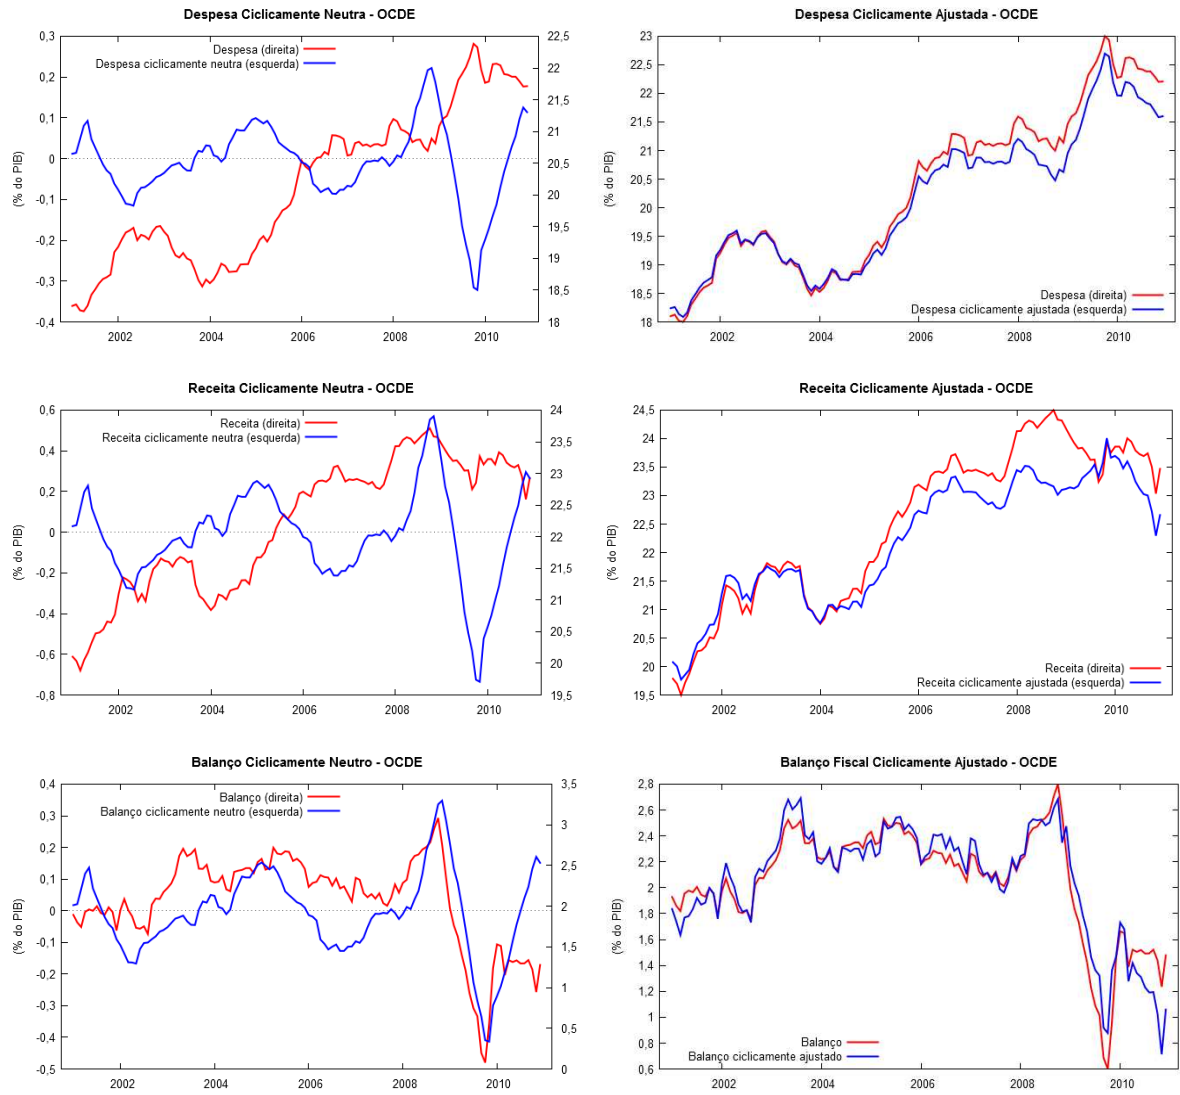 Despesa Ciclicamente Neutra - OCDE
0,3
0,2
0,1
0
-0,1
-0,2
-0,3
-0,4
(% do PIB)
Despesa (direita)
Despesa ciclicamente neutra (esquerda)
22,5
22
21,5
21
20,5
20
19,5
19
18,5
18
2002 2004 2006 2008 2010
Despesa Ciclicamente Ajustada - OCDE
23
22,5
22
21,5
21
20,5
20
19,5
19
18,5
18
(% do PIB)
Despesa (direita)
Despesa ciclicamente ajustada (esquerda)
2002 2004 2006 2008 2010
Receita Ciclicamente Neutra - OCDE
0,6
0,4
0,2
0
-0,2
-0,4
-0,6
-0,8
(% do PIB)
Receita (direita)
Receita ciclicamente neutra (esquerda)
24
23,5
23
22,5
22
21,5
21
20,5
20
19,5
2002 2004 2006 2008 2010
Receita Ciclicamente Ajustada - OCDE
24,5
24
23,5
23
22,5
22
21,5
21
20,5
20
19,5
(% do PIB)
Receita (direita)
Receita ciclicamente ajustada (esquerda)
2002 2004 2006 2008 2010
Balanço Ciclicamente Neutro - OCDE
0,4
0,3
0,2
0,1
0
-0,1
-0,2
-0,3
-0,4
-0,5
(% do PIB)
Balanço (direita)
Balanço ciclicamente neutro (esquerda)
3,5
3
2,5
2
1,5
1
0,5
0
2002 2004 2006 2008 2010
Balanço Fiscal Ciclicamente Ajustado - OCDE
2,8
2,6
2,4
2,2
2
1,8
1,6
1,4
1,2
1
0,8
0,6
(% do PIB)
Balanço
Balanço ciclicamente ajustado
2002 2004 2006 2008 2010